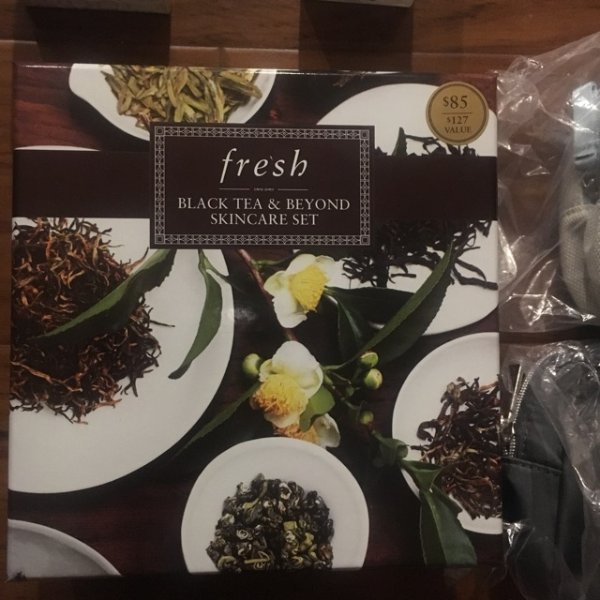 $85
$127
VALUE
fresh
BLACK TEA & BEYOND
SKINCARE SET